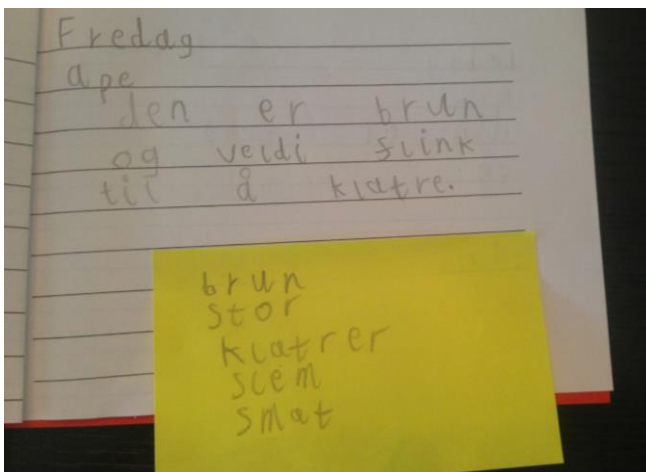 Fredag
ape
den er brun
og veldi flink
til å klatre.
brun
stor
klatrer
slem
smat